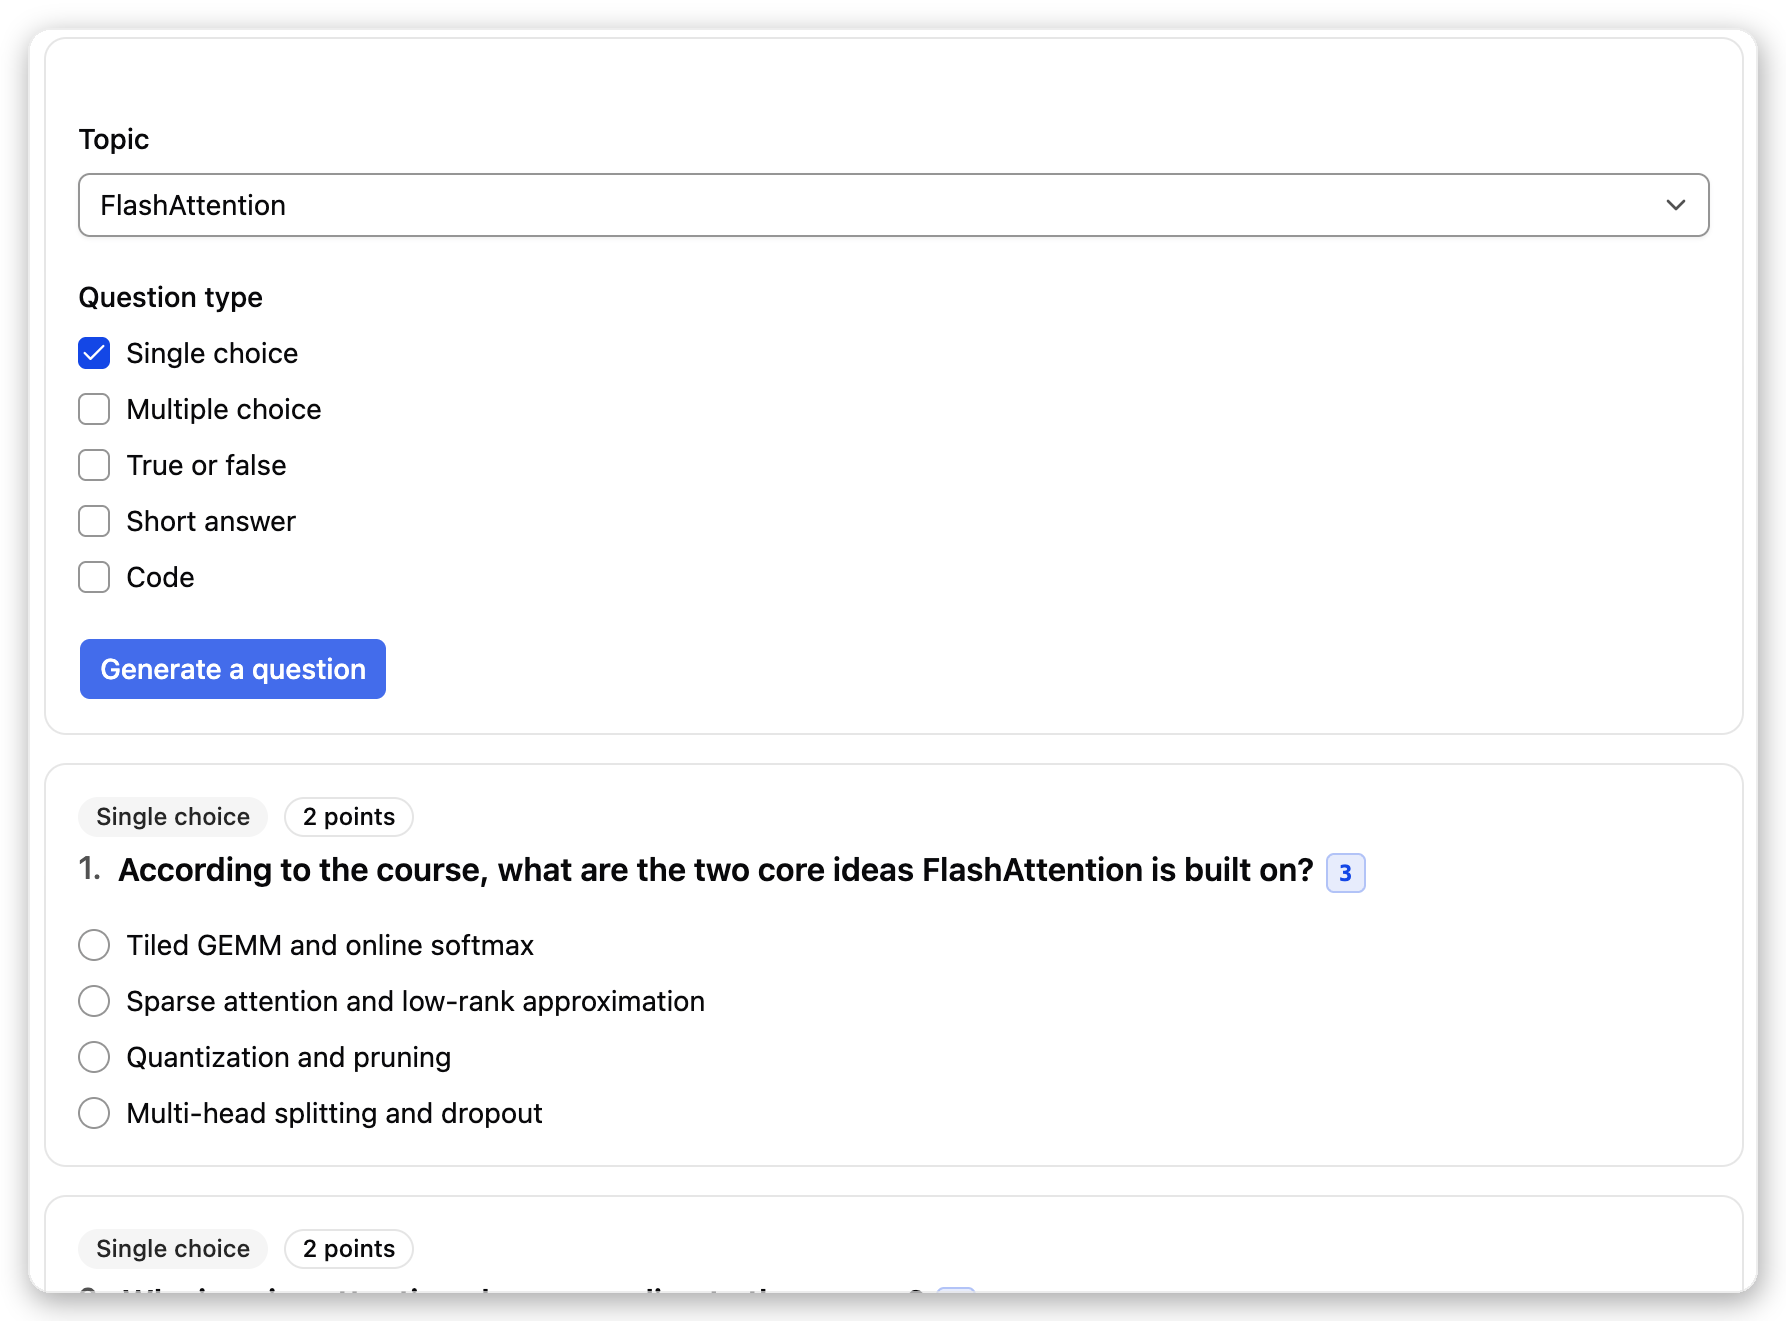 Topic
FlashAttention
Question type
Single choice
Multiple choice
True or false
Short answer
Code
Generate a question
Single choice 2 points
1. According to the course, what are the two core ideas FlashAttention is built on? 3
Tiled GEMM and online softmax
Sparse attention and low-rank approximation
Quantization and pruning
Multi-head splitting and dropout
Single choice 2 points